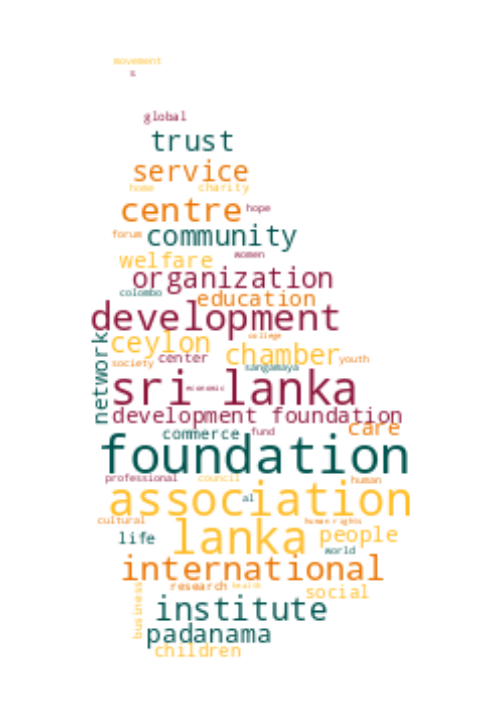 movement
s
global
trust
service
home charity
centre hope
forum community
women
welfare
organization
colombo education
development
network
ceylon college
chamber
society center youth
sangamaya
sri lanka
economic
development foundation
care
commerce fund
foundation
professional council human
association
al
cultural human rights
lanka people
life world
international
research health
business
social
institute
padanama
children